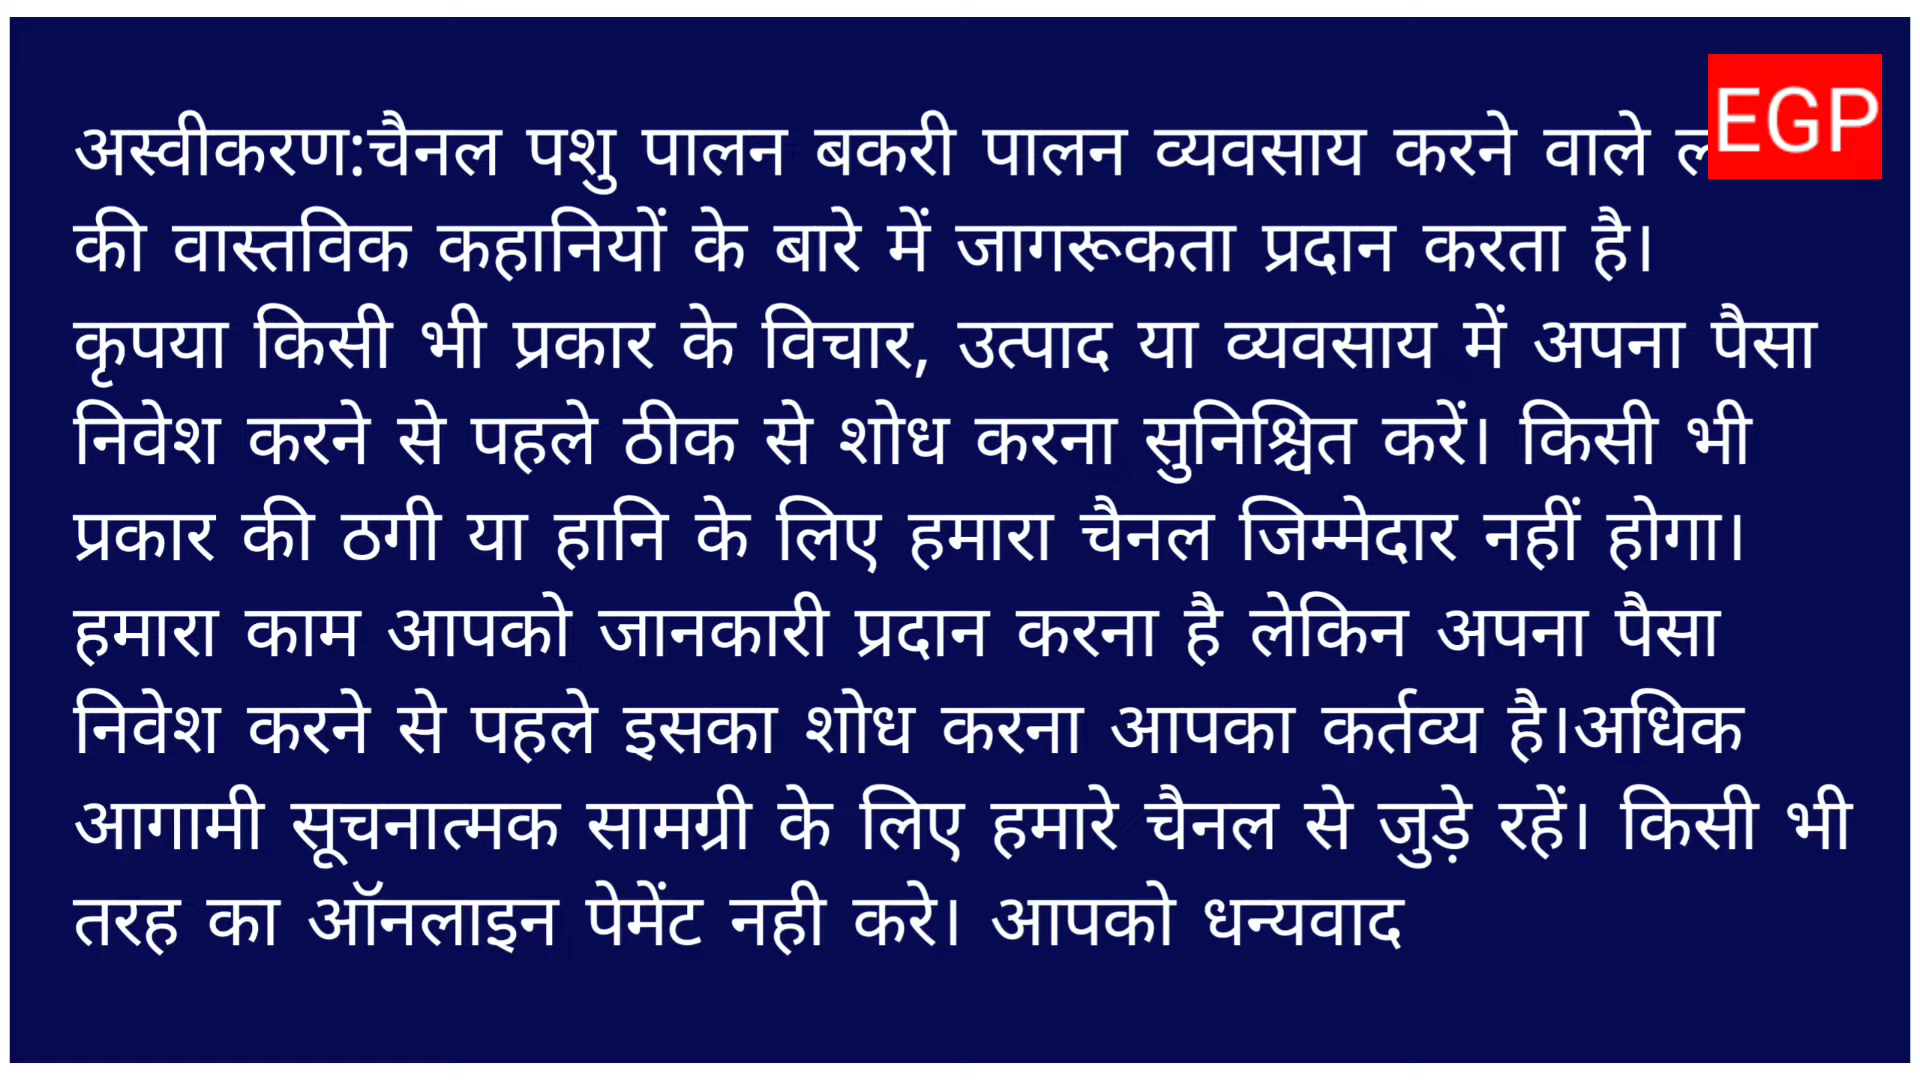 अस्वीकरण:चैनल पशु पालन बकरी पालन व्यवसाय करने वाले
EGP
की वास्तविक कहानियों के बारे में जागरूकता प्रदान करता है।
कृपया किसी भी प्रकार के विचार, उत्पाद या व्यवसाय में अपना पैसा
निवेश करने से पहले ठीक से शोध करना सुनिश्चित करें। किसी भी
प्रकार की ठगी या हानि के लिए हमारा चैनल जिम्मेदार नहीं होगा।
हमारा काम आपको जानकारी प्रदान करना है लेकिन अपना पैसा
निवेश करने से पहले इसका शोध करना आपका कर्तव्य है।अधिक
आगामी सूचनात्मक सामग्री के लिए हमारे चैनल से जुड़े रहें। किसी भी
तरह का ऑनलाइन पेमेंट नही करे। आपको धन्यवाद